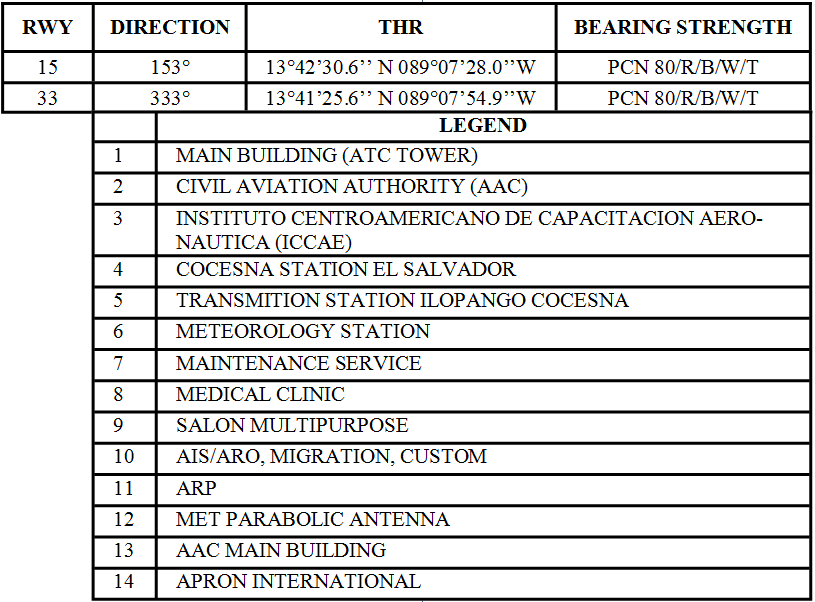 RWY DIRECTION THR BEARING STRENGTH
15 153° 13°42’30.6’’ N 089°07’28.0’’W PCN 80/R/B/W/T
33 333° 13°41’25.6’’ N 089°07’54.9’’W PCN 80/R/B/W/T
LEGEND
1 MAIN BUILDING (ATC TOWER)
2 CIVIL AVIATION AUTHORITY (AAC)
3 INSTITUTO CENTROAMERICANO DE CAPACITACION AERO-
NAUTICA (ICCAE)
4 COCESNA STATION EL SALVADOR
5 TRANSMITION STATION ILOPANGO COCESNA
6 METEOROLOGY STATION
7 MAINTENANCE SERVICE
8 MEDICAL CLINIC
9 SALON MULTIPURPOSE
10 AIS/ARO, MIGRATION, CUSTOM
11 ARP
12 MET PARABOLIC ANTENNA
13 AAC MAIN BUILDING
14 APRON INTERNATIONAL